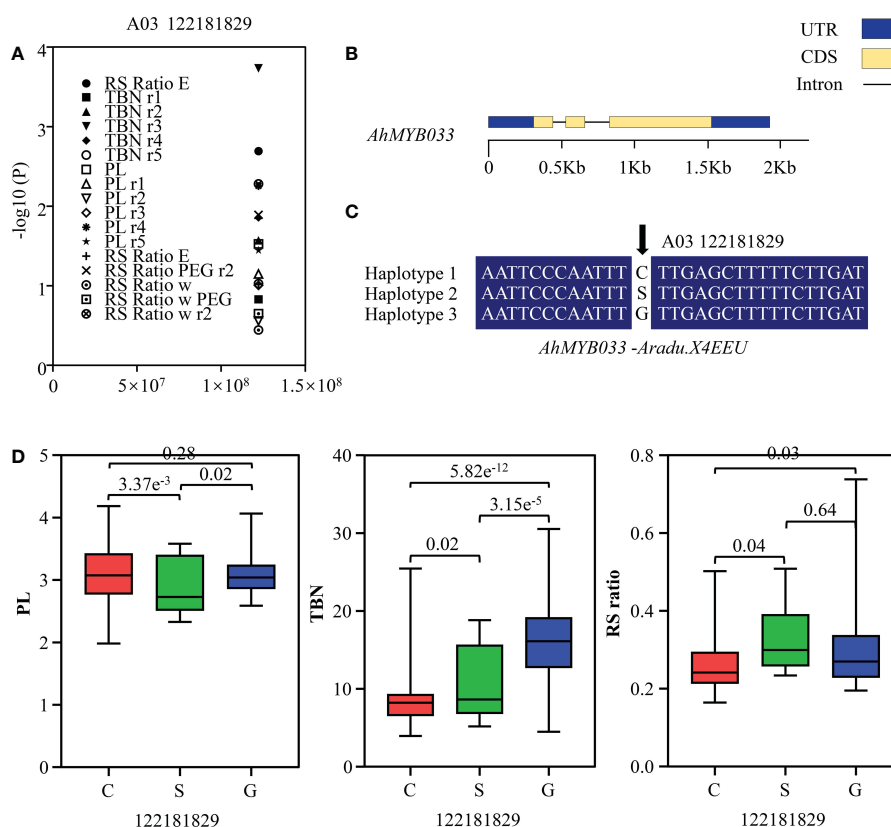 A
A03 122181829
-log10 (P)
4
3
2
1
0
RS Ratio E
TBN r1
TBN r2
TBN r3
TBN r4
TBN r5
PL
PL r1
PL r2
PL r3
PL r4
PL r5
RS Ratio E
RS Ratio PEG r2
RS Ratio w
RS Ratio w PEG
RS Ratio w r2
0 5×10⁷ 1×10⁸ 1.5×10⁸
B
UTR
CDS
Intron
AhMYB033
0 0.5Kb 1Kb 1.5Kb 2Kb
C
A03 122181829
Haplotype 1 AATTCCCAATTT C TTGAGCTTTTTCTTGAT
Haplotype 2 AATTCCCAATTT S TTGAGCTTTTTCTTGAT
Haplotype 3 AATTCCCAATTT G TTGAGCTTTTTCTTGAT
AhMYB033 -Aradu.X4EEU
D
PL
5
4
3
2
1
0
0.28
3.37e⁻³ 0.02
C S G
122181829
TBN
40
30
20
10
0
5.82e⁻¹²
3.15e⁻⁵
0.02
C S G
122181829
RS ratio
0.8
0.6
0.4
0.2
0.0
0.03
0.64
0.04
C S G
122181829